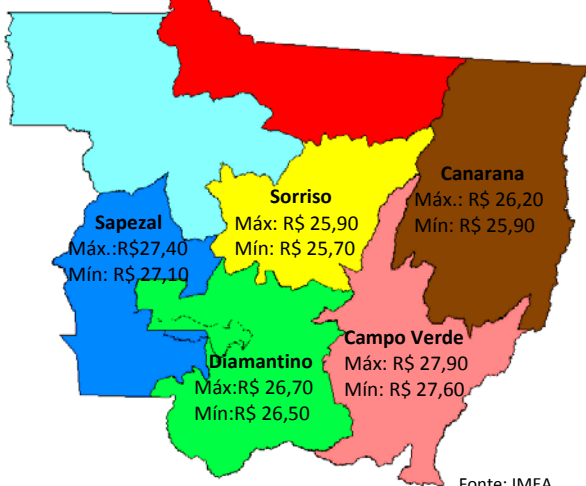 Canarana
Máx.: R$ 26,20
Mín: R$ 25,90
Sorriso
Máx: R$ 25,90
Mín: R$ 25,70
Sapezal
Máx.:R$27,40
Mín: R$ 27,10
Campo Verde
Máx: R$ 27,90
Mín: R$ 27,60
Diamantino
Máx:R$ 26,70
Mín:R$ 26,50
Fonte: IMEA